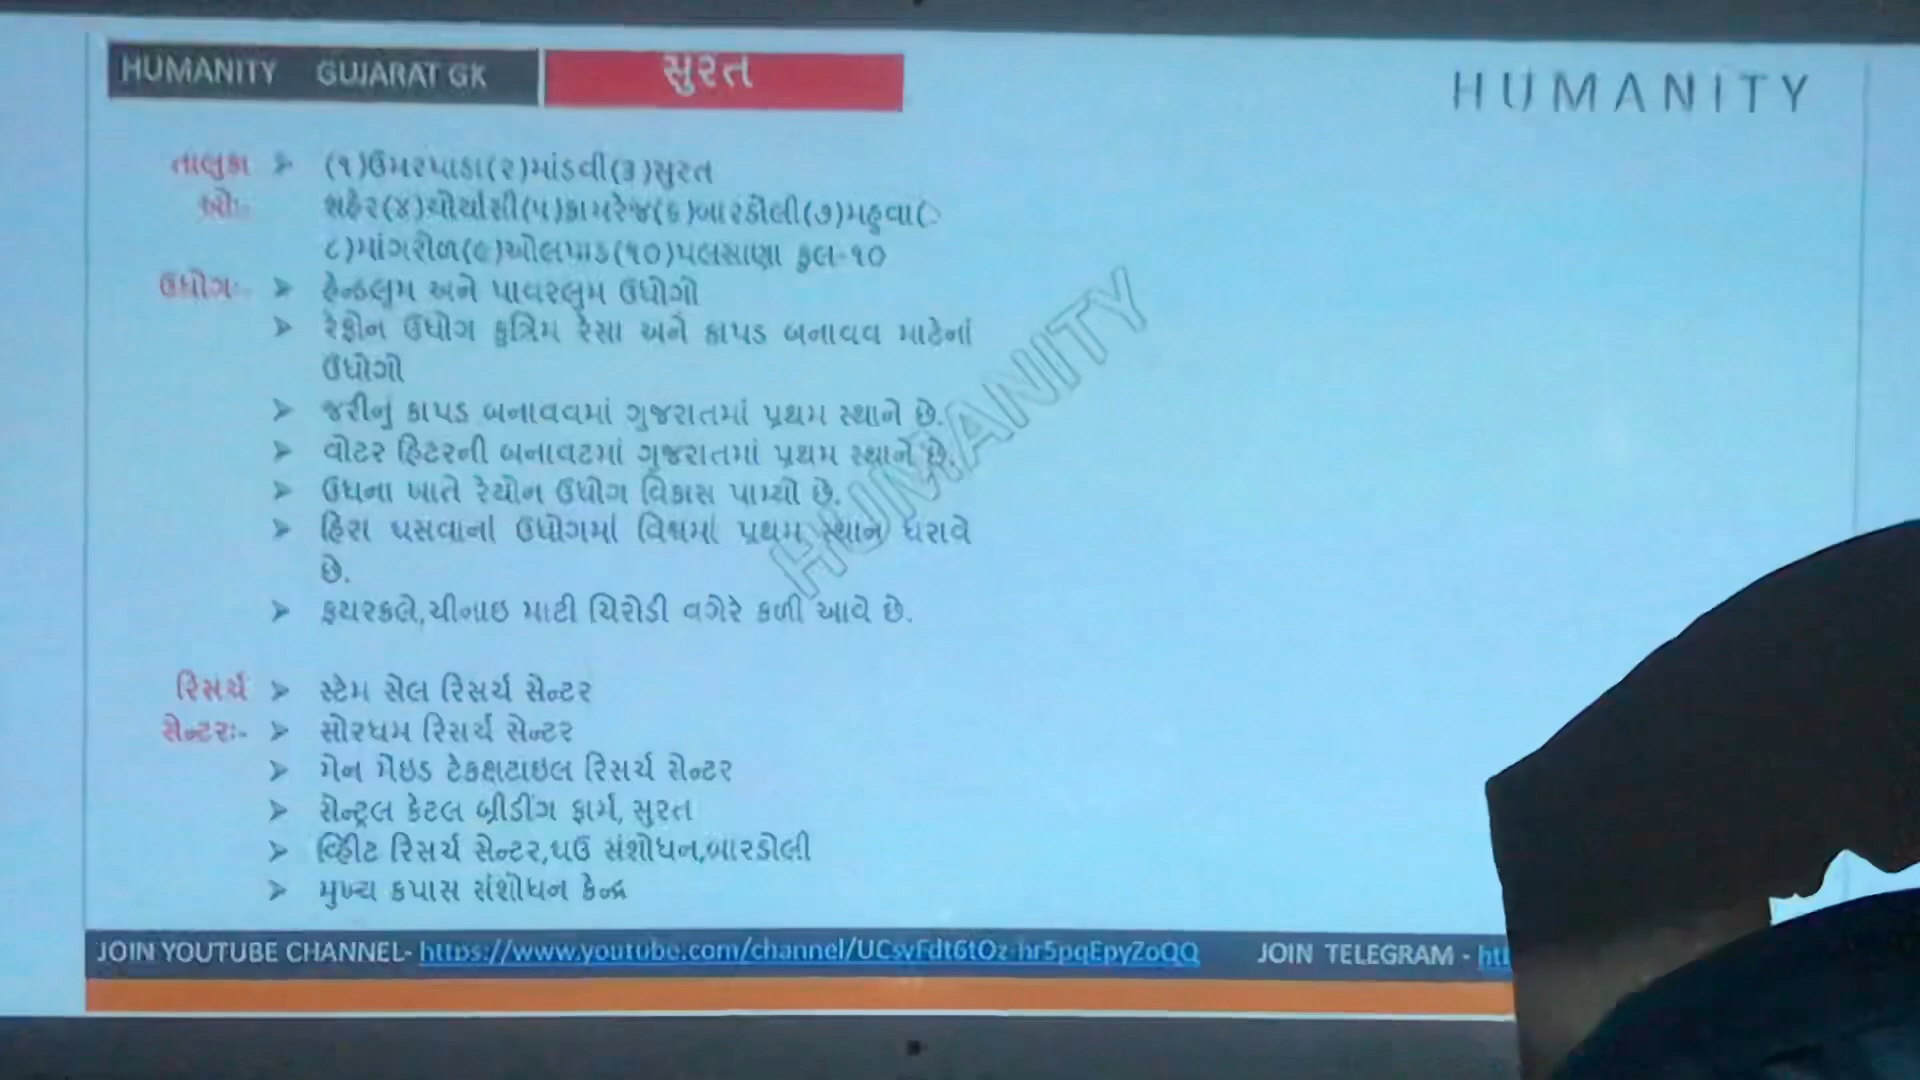 HUMANITY GUJARAT GK
સુરત
HUMANITY
તાલુકાઓઃ-
➤ (૧)ઉમરપાડા(૨)માંડવી(૩)સુરત
શહેર(૪)ચોર્યાસી(૫)કામરેજ(૬)બારડોલી(૭)મહુવા(
૮)માંગરોળ(૯)ઓલપાડ(૧૦)પલસાણા કુલ-૧૦
ઉધોગઃ- ➤ હેન્ડલુમ અને પાવરલુમ ઉધોગો
➤ રેફોન ઉધોગ કુત્રિમ રેસા અને કાપડ બનાવવ માટેનાં
ઉધોગો
➤ જરીનું કાપડ બનાવવમાં ગુજરાતમાં પ્રથમ સ્થાને છે.
➤ વોટર હિટરની બનાવટમાં ગુજરાતમાં પ્રથમ સ્થાને છે.
➤ ઉધના ખાતે રેયોન ઉધોગ વિકાસ પામ્યો છે.
➤ હિરા ઘસવાનાં ઉધોગમાં વિશ્વમાં પ્રથમ સ્થાન ધરાવે
છે.
➤ ફાયરકલે,ચીનાઇ માટી ચિરોડી વગેરે કળી આવે છે.
રિસર્ચ ➤ સ્ટેમ સેલ રિસર્ચ સેન્ટર
સેન્ટરઃ- ➤ સોરધમ રિસર્ચ સેન્ટર
➤ મેન મેઇડ ટેકક્ષટાઇલ રિસર્ચ સેન્ટર
➤ સેન્ટ્રલ કેટલ બ્રીડીંગ ફાર્મ, સુરત
➤ વ્હિીટ રિસર્ચ સેન્ટર,ઘઉ સંશોધન,બારડોલી
➤ મુખ્ય કપાસ સંશોધન કેન્દ્ર
HUMANITY
JOIN YOUTUBE CHANNEL- https://www.youtube.com/channel/UCsvFdt6tOz-hr5pqEpyZoQQ JOIN TELEGRAM - htt